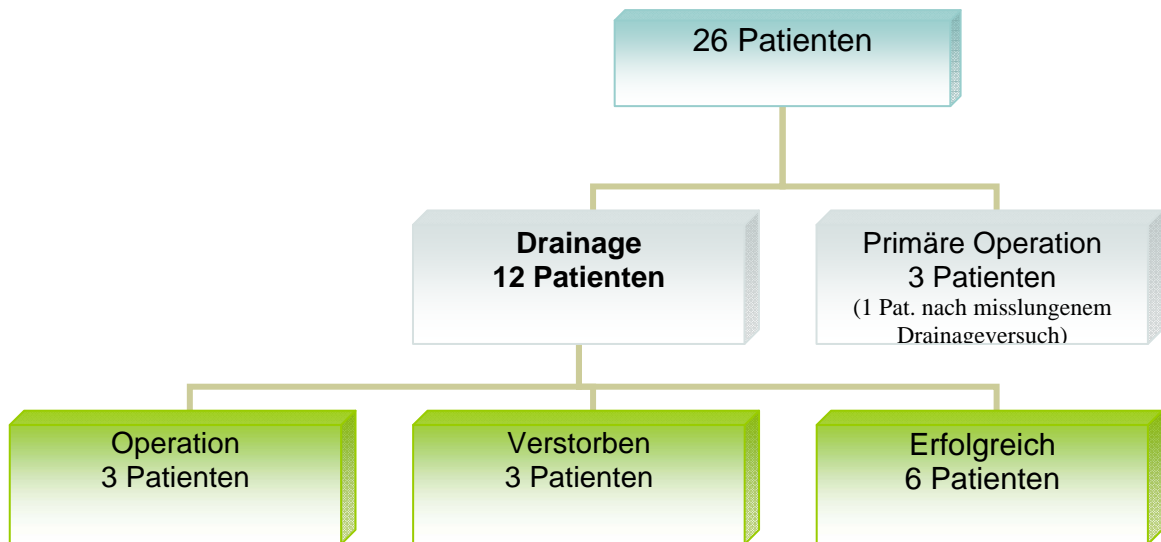 26 Patienten
Drainage
12 Patienten
Primäre Operation
3 Patienten
(1 Pat. nach misslungenem
Drainageversuch)
Operation
3 Patienten
Verstorben
3 Patienten
Erfolgreich
6 Patienten